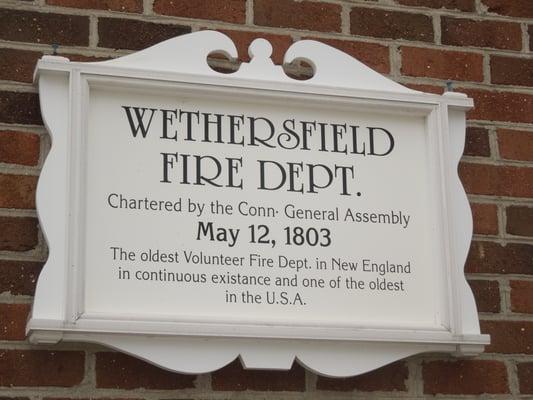 WETHERSFIELD
FIRE DEPT.
Chartered by the Conn. General Assembly
May 12, 1803
The oldest Volunteer Fire Dept. in New England
in continuous existance and one of the oldest
in the U.S.A.